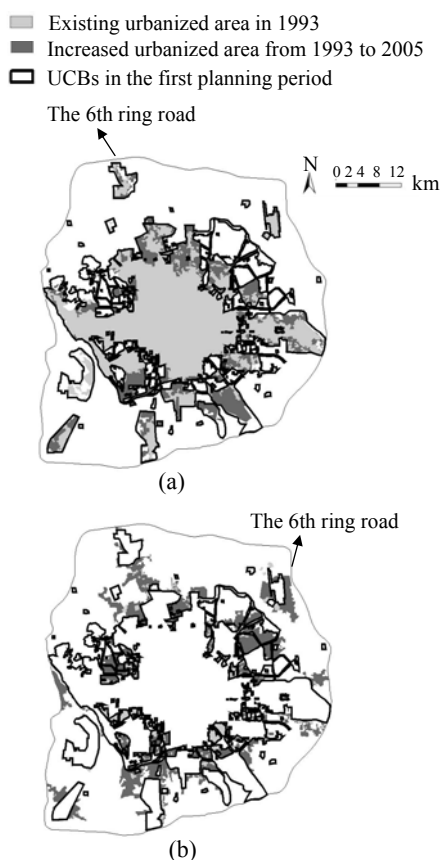 Existing urbanized area in 1993
Increased urbanized area from 1993 to 2005
UCBs in the first planning period
The 6th ring road
N
0 2 4 8 12
km
(a)
The 6th ring road
(b)